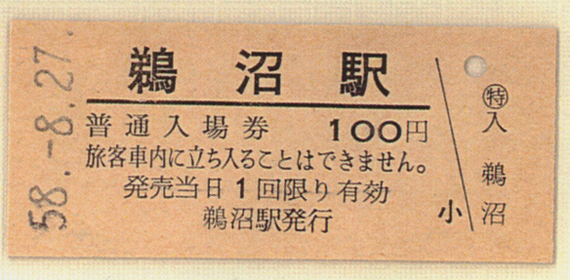 58.-8.27.
鵜沼駅
普通入場券 100円
旅客車内に立ち入ることはできません。
発売当日1回限り有効
鵜沼駅発行
小
㊕入鵜沼